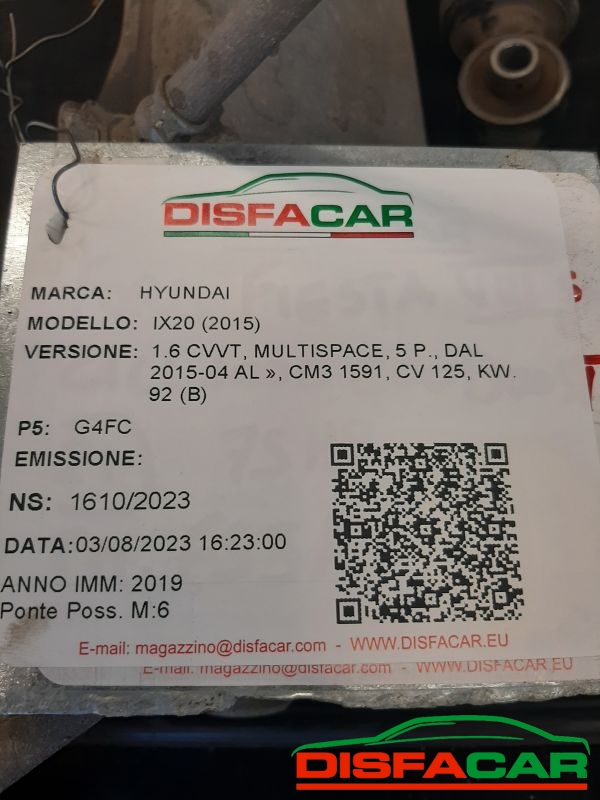 DISFACAR
MARCA: HYUNDAI
MODELLO: IX20 (2015)
VERSIONE: 1.6 CVVT, MULTISPACE, 5 P., DAL
2015-04 AL », CM3 1591, CV 125, KW.
92 (B)
P5: G4FC
EMISSIONE:
NS: 1610/2023
DATA:03/08/2023 16:23:00
ANNO IMM: 2019
Ponte Poss. M:6
E-mail: magazzino@disfacar.com - WWW.DISFACAR.EU
E-mail: magazzino@disfacar.com - WWW.DISFACAR.EU
DISFACAR